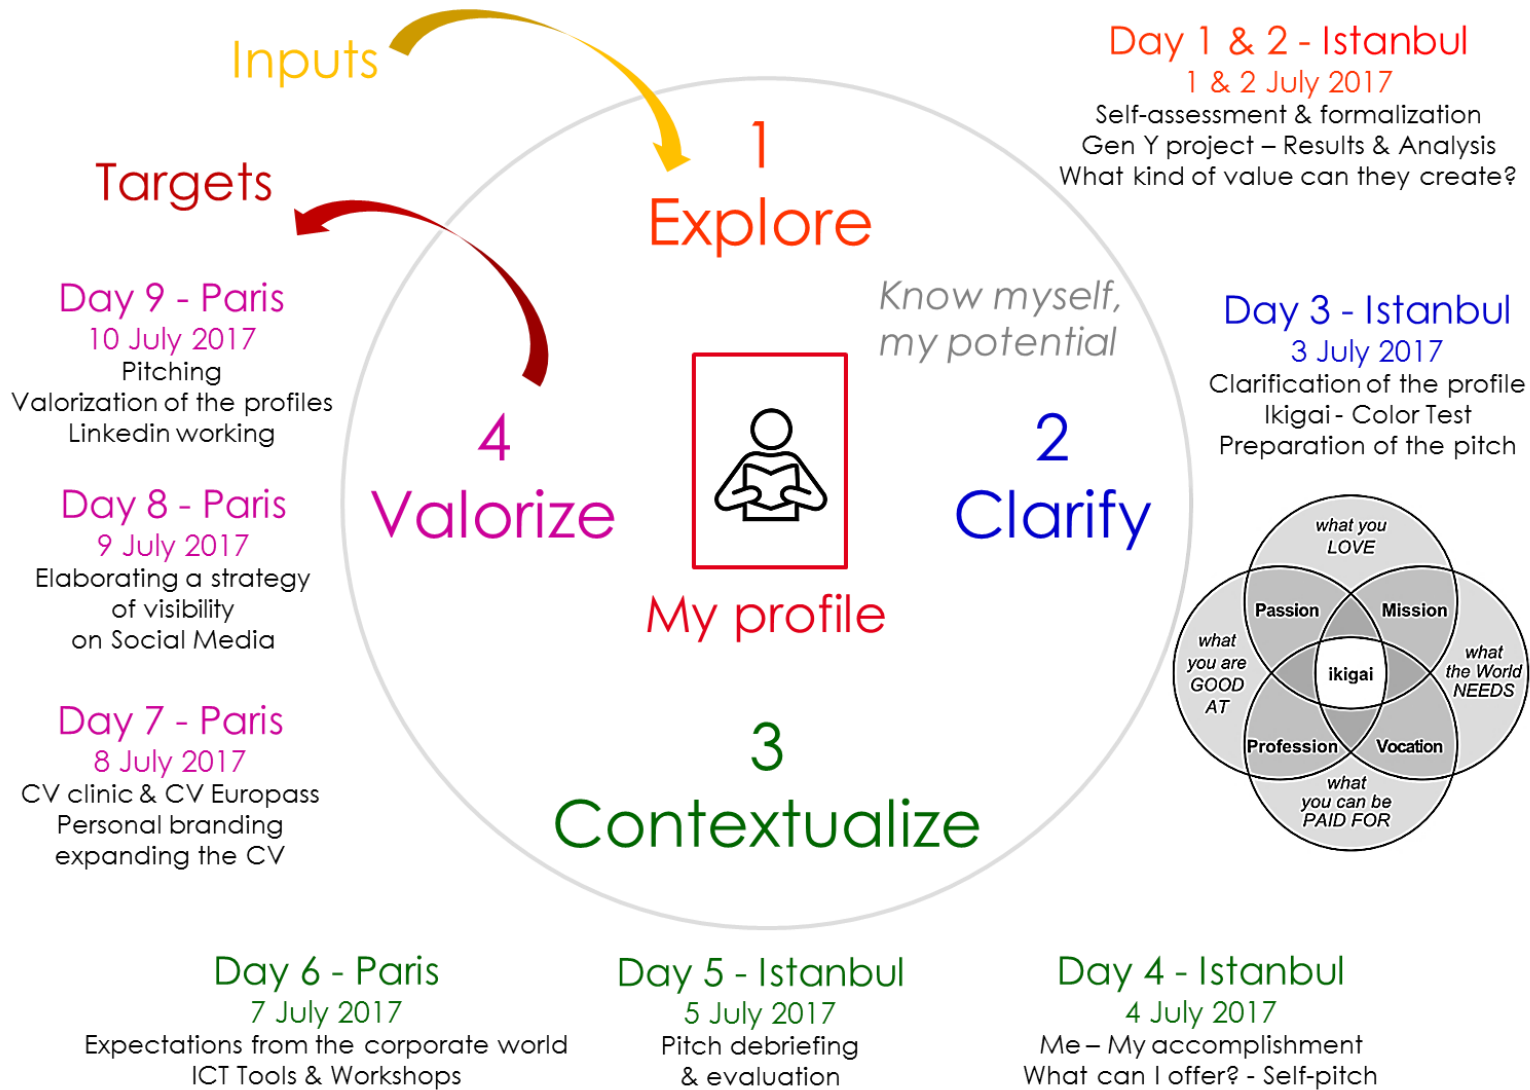 Inputs
Targets
1
Explore
Know myself,
my potential
2
Clarify
3
Contextualize
4
Valorize
My profile
Day 1 & 2 - Istanbul
1 & 2 July 2017
Self-assessment & formalization
Gen Y project – Results & Analysis
What kind of value can they create?
Day 3 - Istanbul
3 July 2017
Clarification of the profile
Ikigai - Color Test
Preparation of the pitch
what you
LOVE
Passion
Mission
what
you are
GOOD
AT
ikigai
what
the World
NEEDS
Profession
Vocation
what
you can be
PAID FOR
Day 4 - Istanbul
4 July 2017
Me – My accomplishment
What can I offer? - Self-pitch
Day 5 - Istanbul
5 July 2017
Pitch debriefing
& evaluation
Day 6 - Paris
7 July 2017
Expectations from the corporate world
ICT Tools & Workshops
Day 7 - Paris
8 July 2017
CV clinic & CV Europass
Personal branding
expanding the CV
Day 8 - Paris
9 July 2017
Elaborating a strategy
of visibility
on Social Media
Day 9 - Paris
10 July 2017
Pitching
Valorization of the profiles
Linkedin working